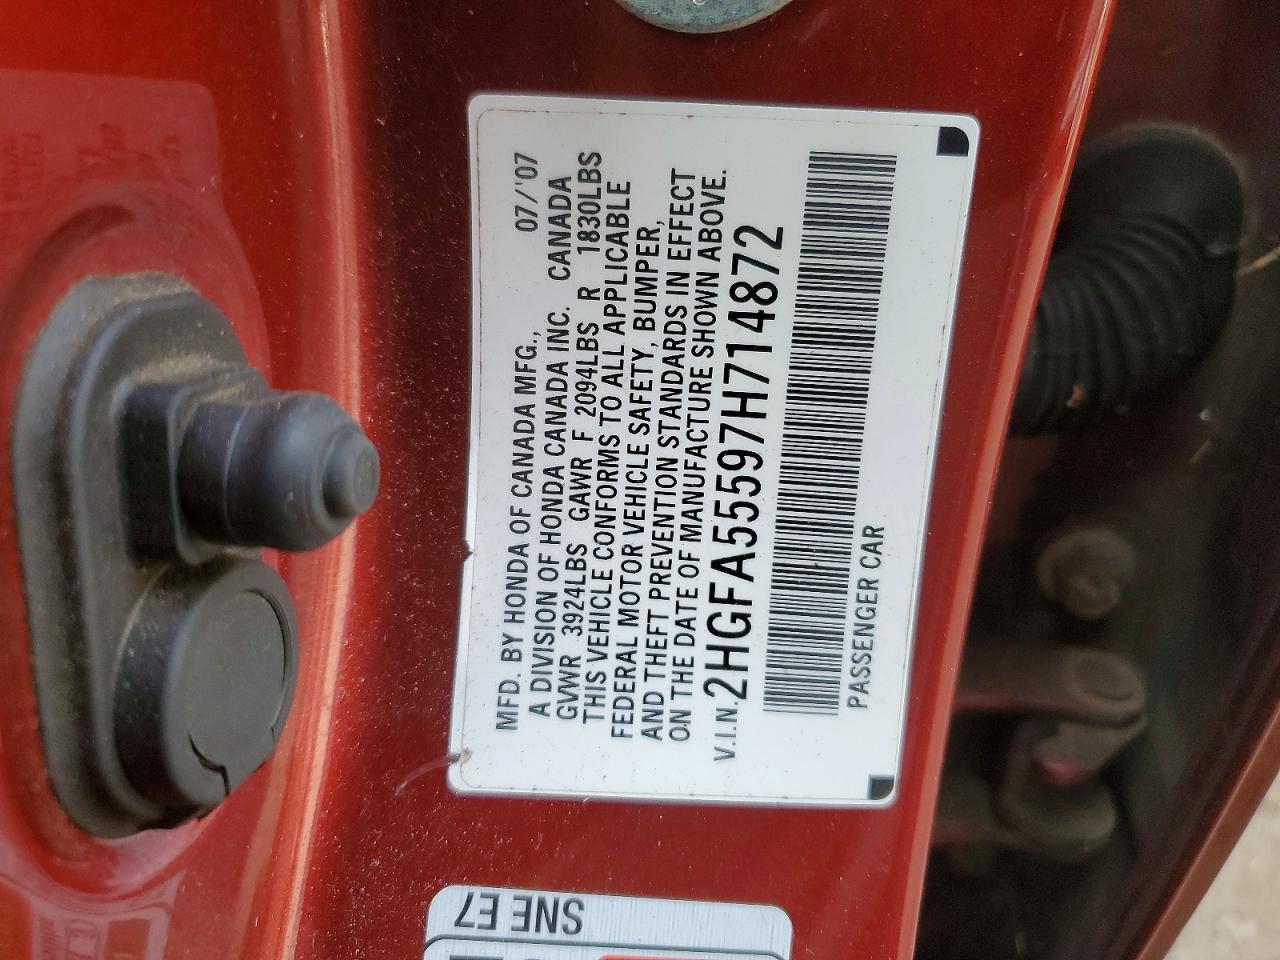 MFD. BY HONDA OF CANADA MFG., 07/'07
A DIVISION OF HONDA CANADA INC. CANADA
GVWR 3924LBS GAWR F 2094LBS R 1830LBS
THIS VEHICLE CONFORMS TO ALL APPLICABLE
FEDERAL MOTOR VEHICLE SAFETY, BUMPER,
AND THEFT PREVENTION STANDARDS IN EFFECT
ON THE DATE OF MANUFACTURE SHOWN ABOVE.
V.I.N. 2HGFA55597H714872
PASSENGER CAR
SNE E7